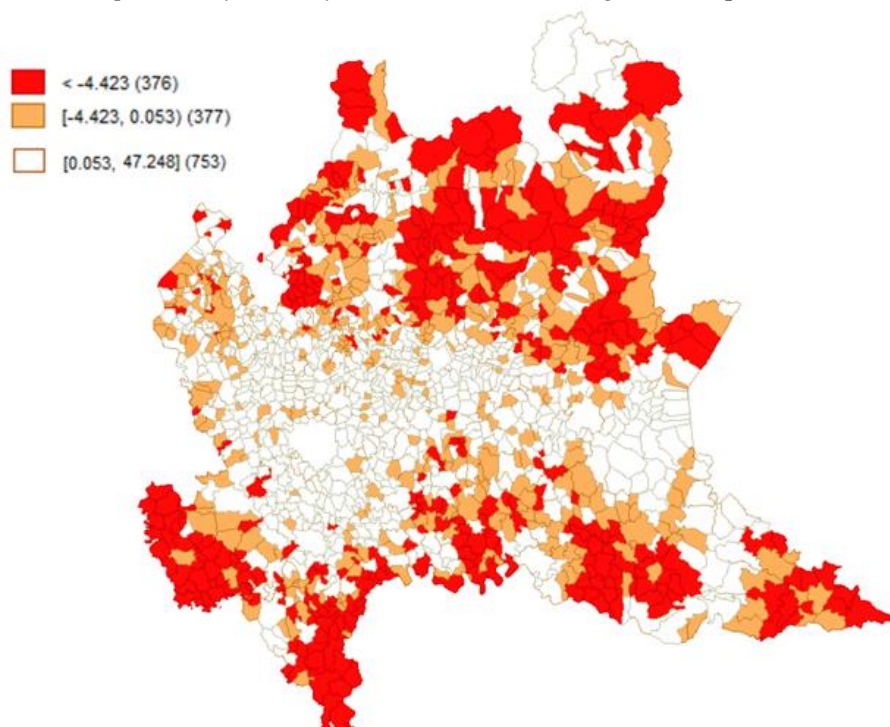 < -4.423 (376)
[-4.423, 0.053) (377)
[0.053, 47.248] (753)